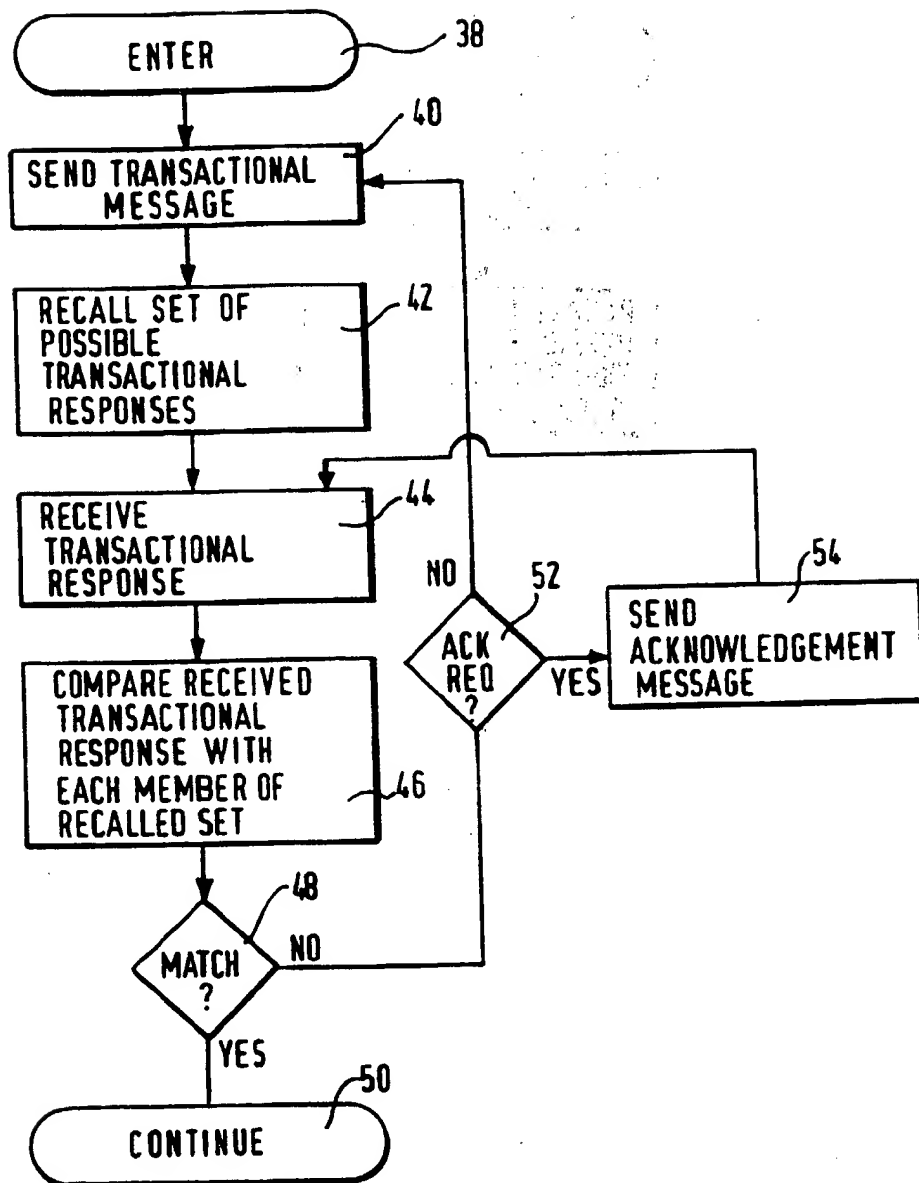 ENTER
38
40
SEND TRANSACTIONAL
MESSAGE
RECALL SET OF
POSSIBLE
TRANSACTIONAL
RESPONSES
42
RECEIVE
TRANSACTIONAL
RESPONSE
44
COMPARE RECEIVED
TRANSACTIONAL
RESPONSE WITH
EACH MEMBER OF
RECALLED SET
46
MATCH
?
48
NO
YES
CONTINUE
50
NO
52
ACK
REQ
?
YES
54
SEND
ACKNOWLEDGEMENT
MESSAGE